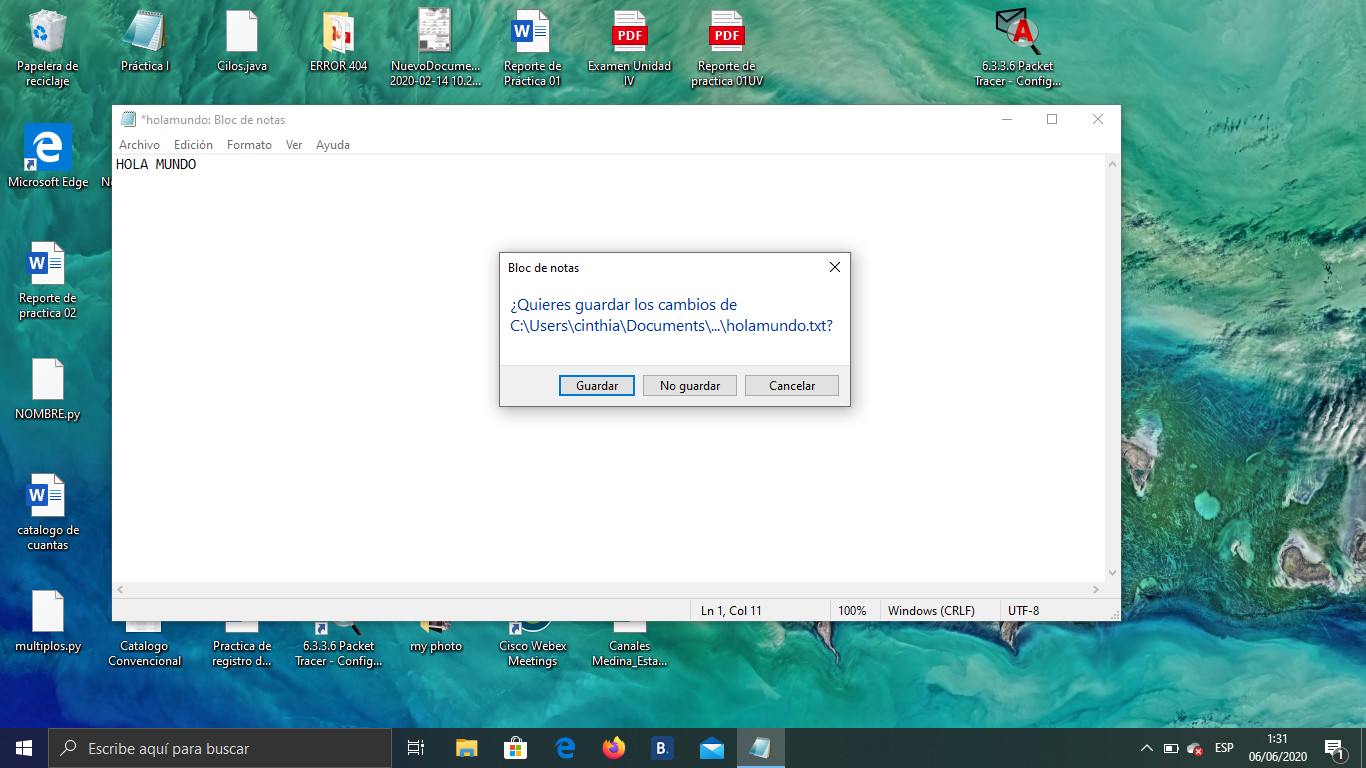 Papelera de
reciclaje
Práctica I
Cilos.java
ERROR 404
NuevoDocume...
2020-02-14 10.2...
Reporte de
Práctica 01
Examen Unidad
IV
Reporte de
practica 01UV
6.3.3.6 Packet
Tracer - Config...
PDF
PDF
*holamundo: Bloc de notas
Archivo Edición Formato Ver Ayuda
HOLA MUNDO
Microsoft Edge
Bloc de notas
¿Quieres guardar los cambios de
C:\Users\cinthia\Documents\...\holamundo.txt?
Guardar No guardar Cancelar
Reporte de
practica 02
NOMBRE.py
catalogo de
cuantas
multiplos.py
Ln 1, Col 11 100% Windows (CRLF) UTF-8
Catalogo
Convencional
Practica de
registro d...
6.3.3.6 Packet
Tracer - Config...
my photo
Cisco Webex
Meetings
Canales
Medina_Esta...
Escribe aquí para buscar
B.
ESP
1:31
06/06/2020
1